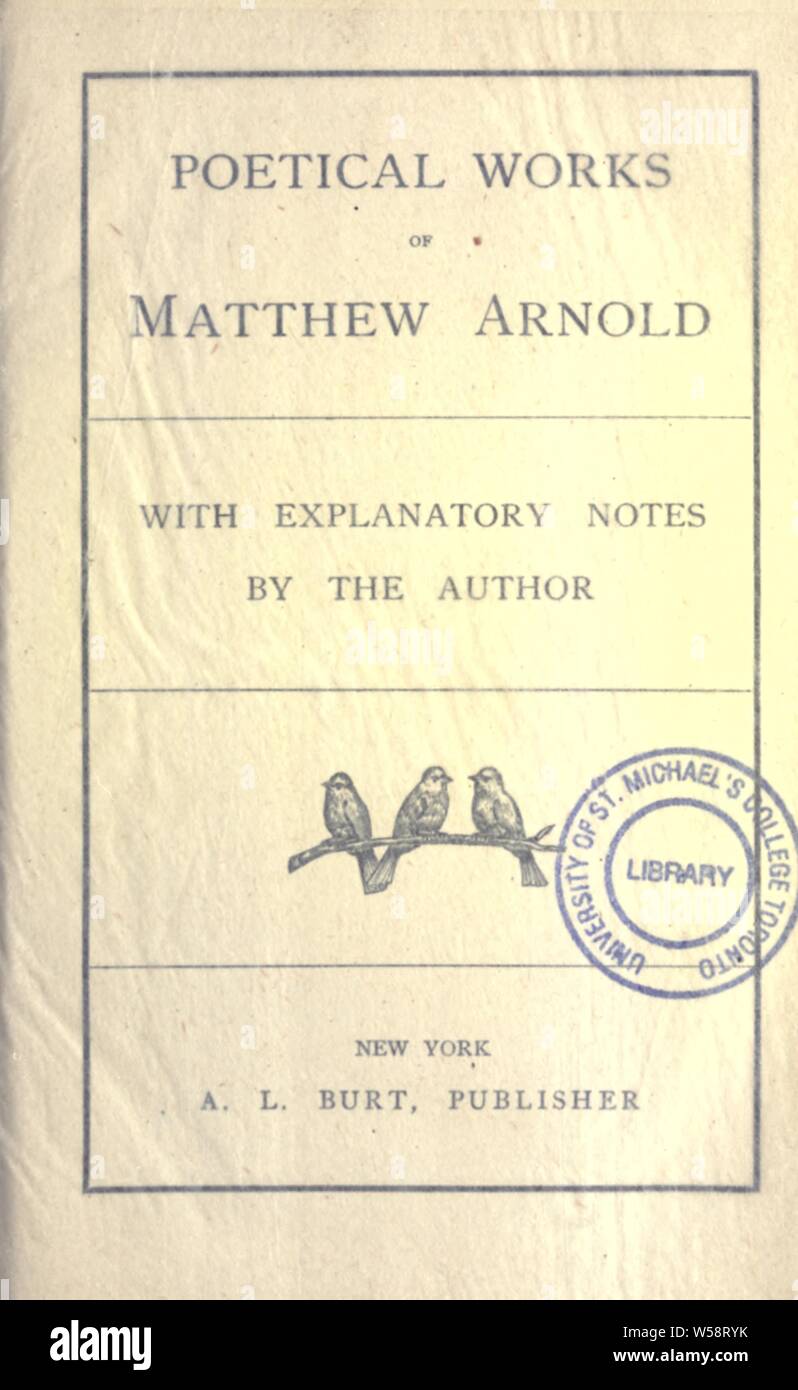 POETICAL WORKS
OF
MATTHEW ARNOLD
WITH EXPLANATORY NOTES
BY THE AUTHOR
UNIVERSITY OF ST. MICHAEL'S COLLEGE TORONTO
LIBRARY
NEW YORK
A. L. BURT, PUBLISHER
alamy
alamy
a
alamy
Image ID: W58RYK
www.alamy.com